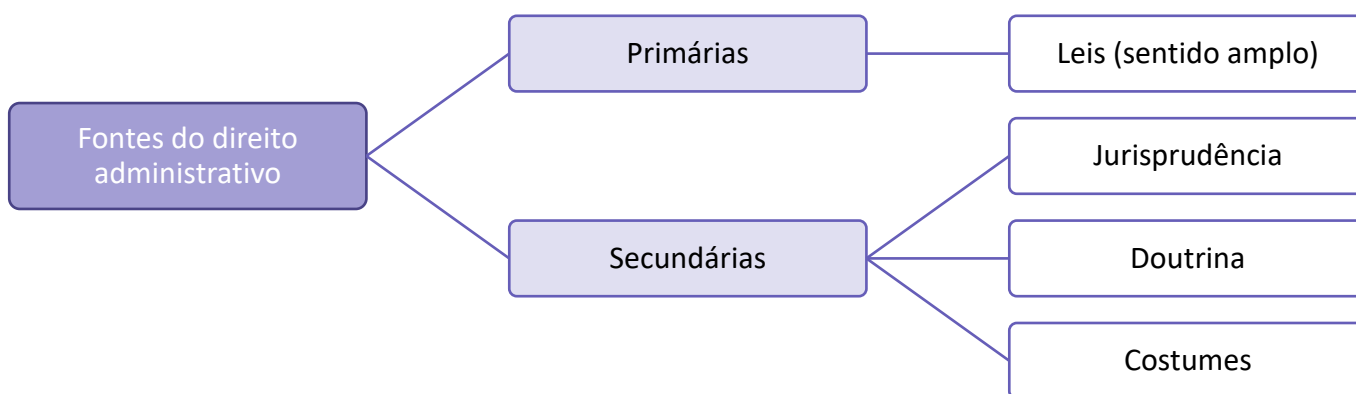 Fontes do direito
administrativo
Primárias
Leis (sentido amplo)
Secundárias
Jurisprudência
Doutrina
Costumes